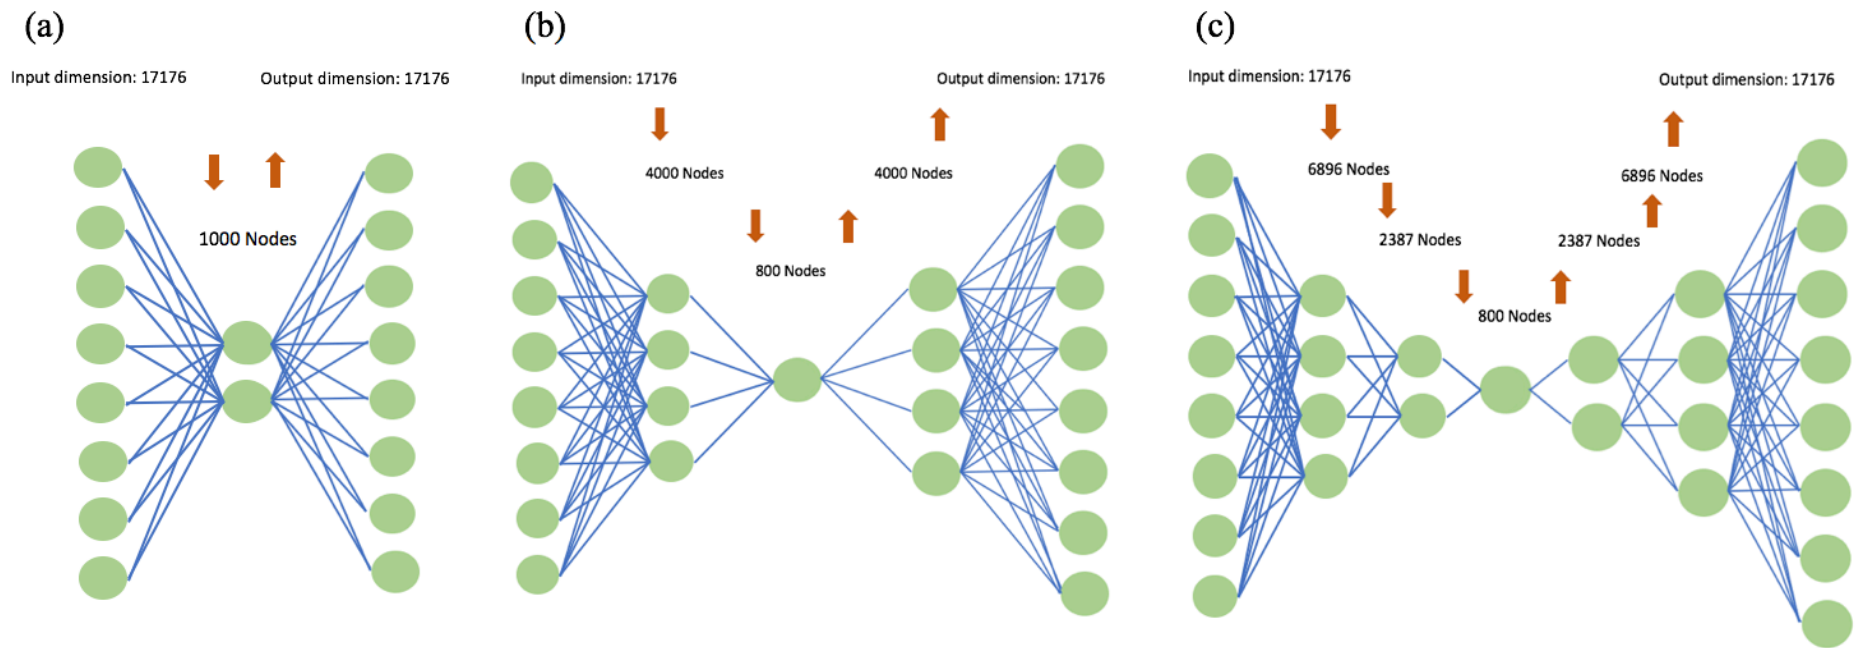 (a)
Input dimension: 17176
Output dimension: 17176
1000 Nodes
(b)
Input dimension: 17176
Output dimension: 17176
4000 Nodes
4000 Nodes
800 Nodes
(c)
Input dimension: 17176
Output dimension: 17176
6896 Nodes
6896 Nodes
2387 Nodes
2387 Nodes
800 Nodes